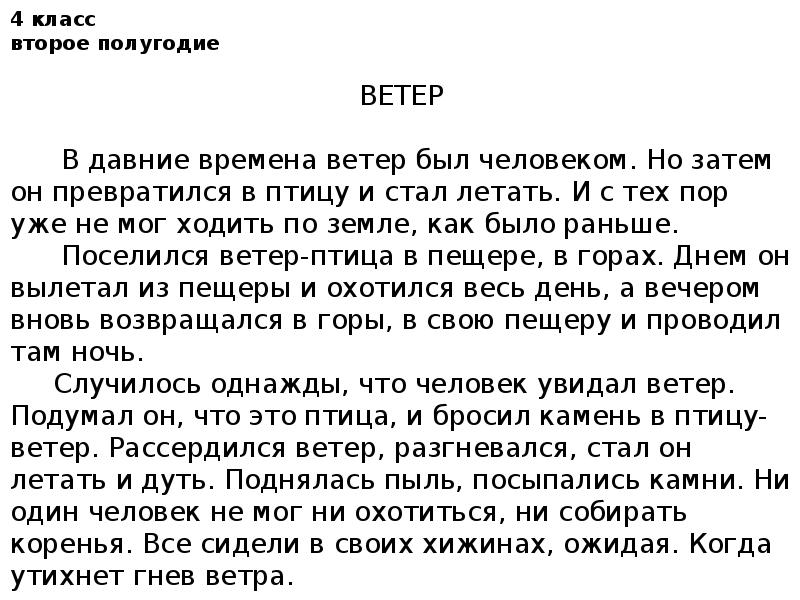 4 класс
второе полугодие
ВЕТЕР
В давние времена ветер был человеком. Но затем
он превратился в птицу и стал летать. И с тех пор
уже не мог ходить по земле, как было раньше.
Поселился ветер-птица в пещере, в горах. Днем он
вылетал из пещеры и охотился весь день, а вечером
вновь возвращался в горы, в свою пещеру и проводил
там ночь.
Случилось однажды, что человек увидал ветер.
Подумал он, что это птица, и бросил камень в птицу-
ветер. Рассердился ветер, разгневался, стал он
летать и дуть. Поднялась пыль, посыпались камни. Ни
один человек не мог ни охотиться, ни собирать
коренья. Все сидели в своих хижинах, ожидая. Когда
утихнет гнев ветра.